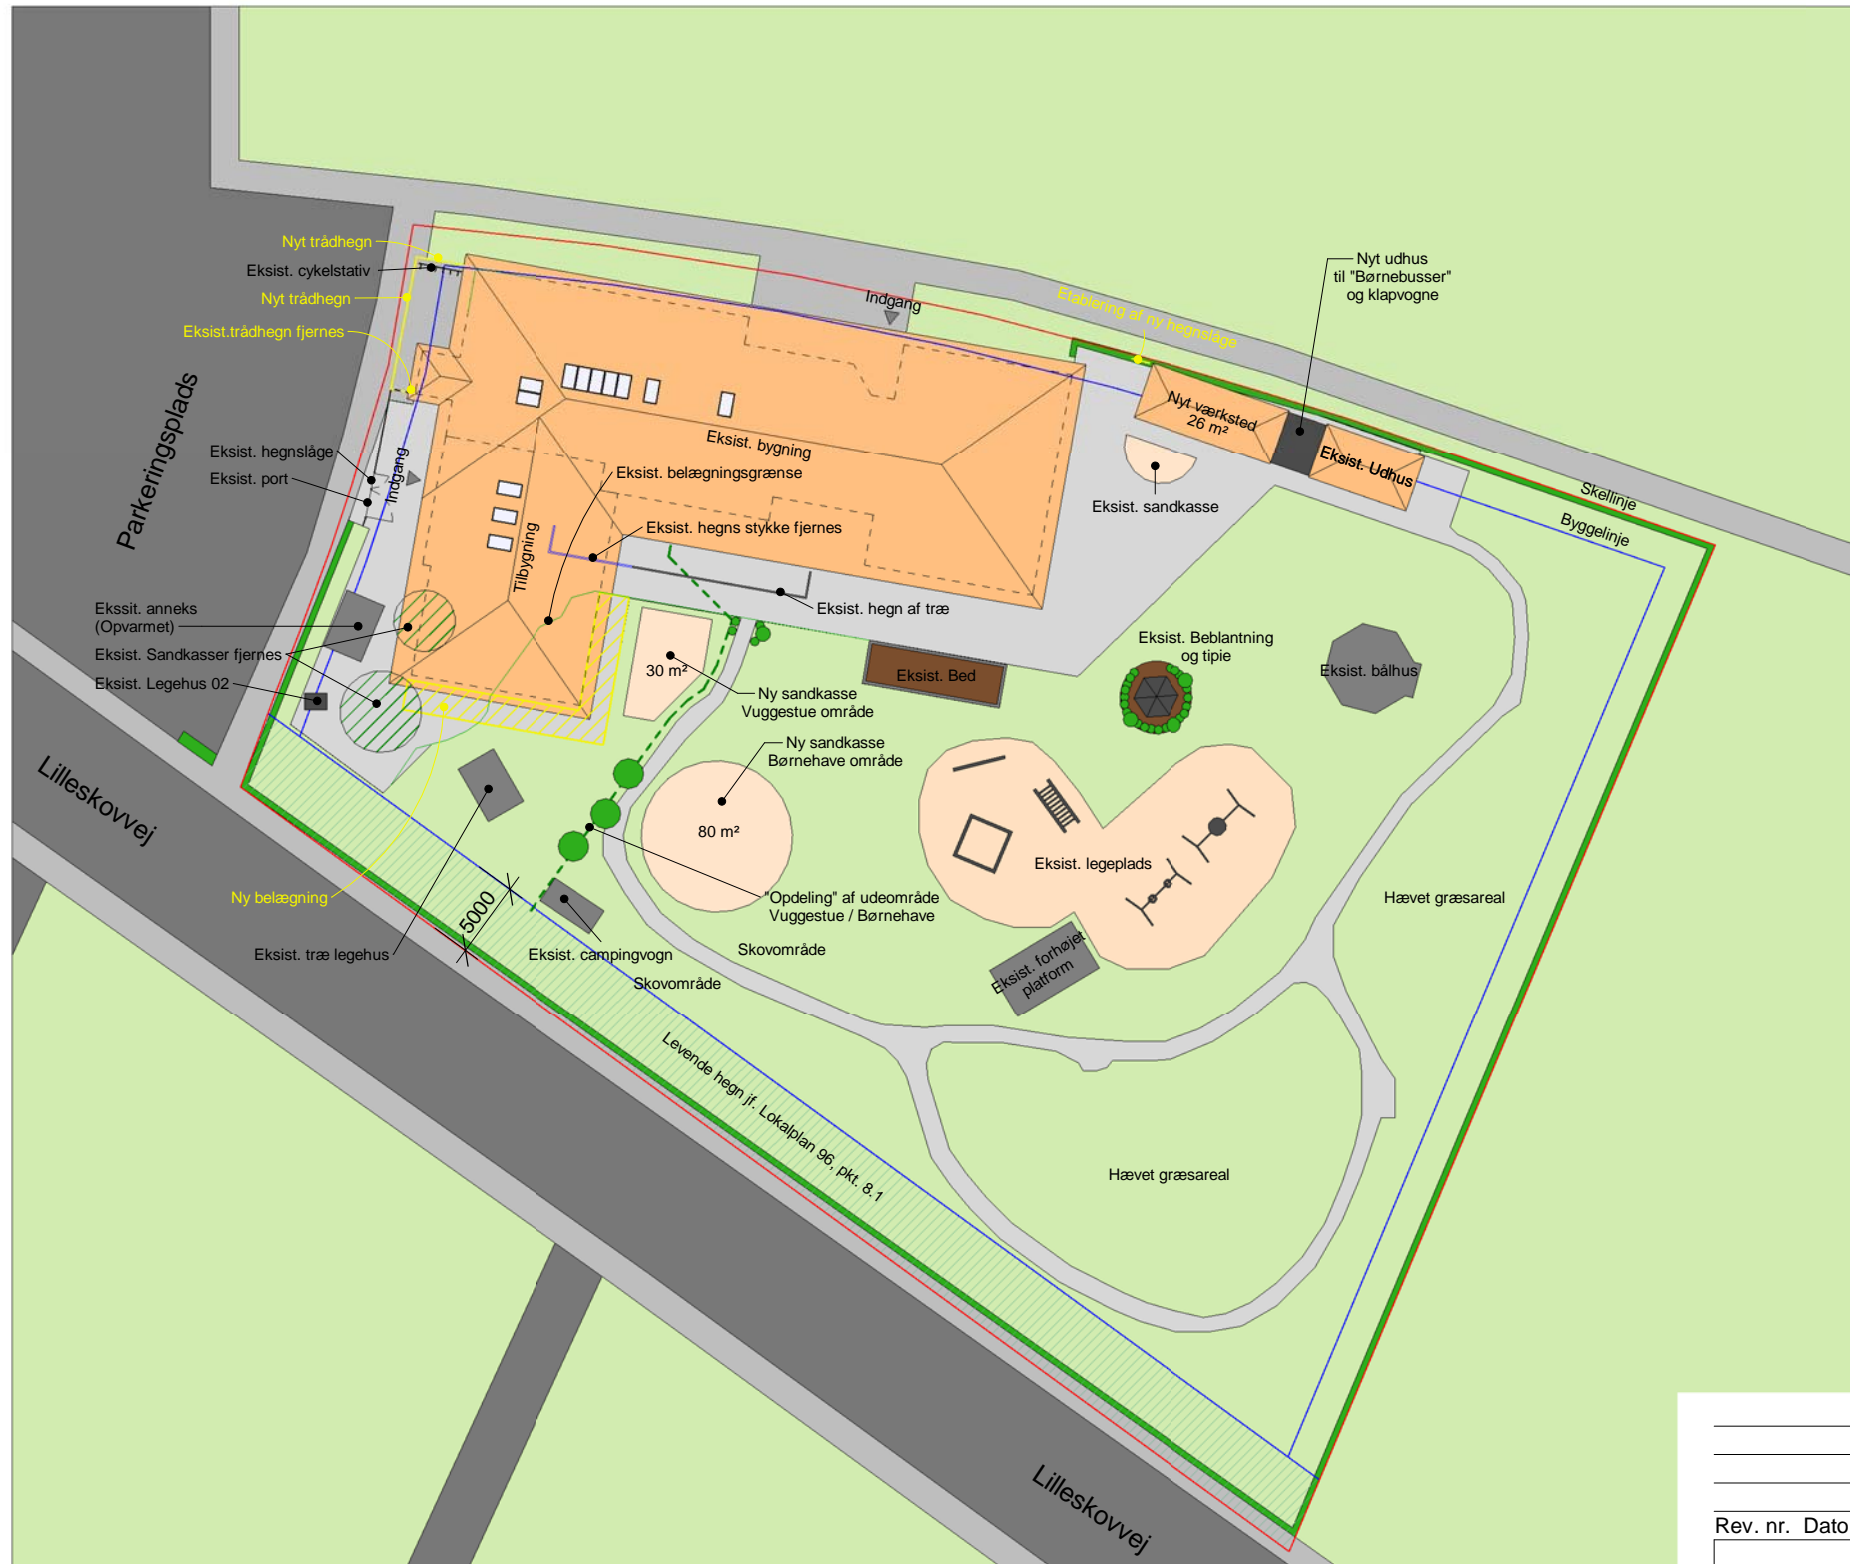 Nyt trådhegn
Eksist. cykelstativ
Nyt trådhegn
Eksist.trådhegn fjernes
Parkeringsplads
Eksist. hegnslåge
Eksist. port
Indgang
Indgang
Etablering af ny hegnslåge
Nyt udhus
til "Børnebusser"
og klapvogne
Nyt værksted
26 m²
Eksist. Udhus
Skellinje
Byggelinje
Eksist. bygning
Eksist. belægningsgrænse
Eksist. hegns stykke fjernes
Tilbygning
Eksist. sandkasse
Eksist. hegn af træ
Ekssit. anneks
(Opvarmet)
Eksist. Sandkasser fjernes
Eksist. Legehus 02
30 m²
Ny sandkasse
Vuggestue område
Eksist. Bed
Eksist. Beblantning
og tipie
Eksist. bålhus
Ny sandkasse
Børnehave område
80 m²
Eksist. legeplads
Lilleskovvej
Ny belægning
5000
"Opdeling" af udeområde
Vuggestue / Børnehave
Hævet græsareal
Eksist. træ legehus
Eksist. campingvogn
Skovområde
Skovområde
Eksist. forhøjet
platform
Levende hegn jf. Lokalplan 96, pkt. 8.1
Hævet græsareal
Lilleskovvej
Rev. nr. Dato